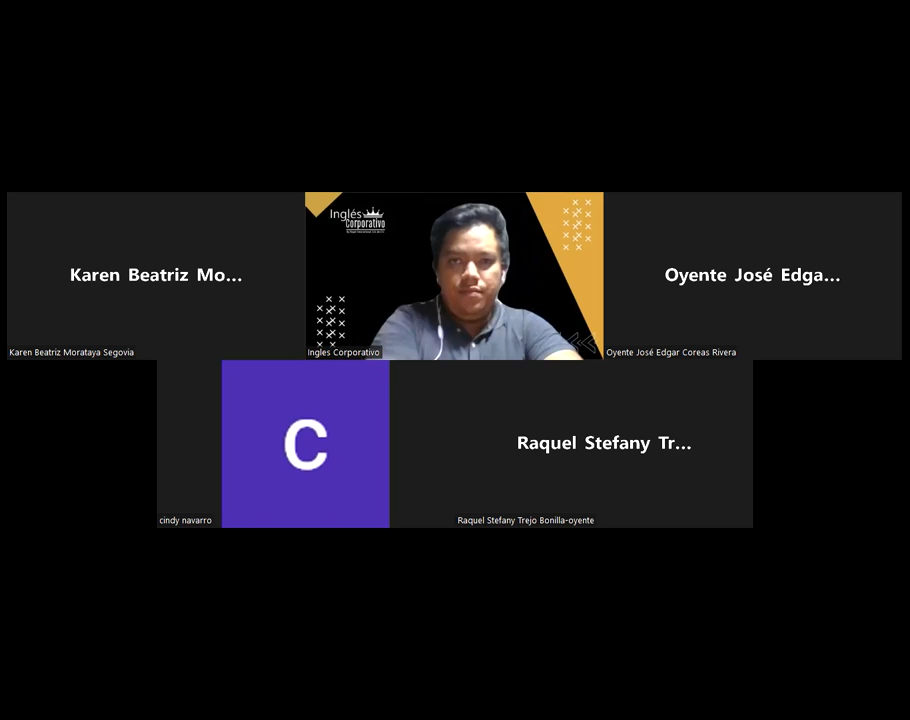 Karen Beatriz Mo...
Karen Beatriz Morataya Segovia
Inglés
Corporativo
Ingles Corporativo
Oyente José Edga...
Oyente José Edgar Coreas Rivera
C
cindy navarro
Raquel Stefany Tr...
Raquel Stefany Trejo Bonilla-oyente